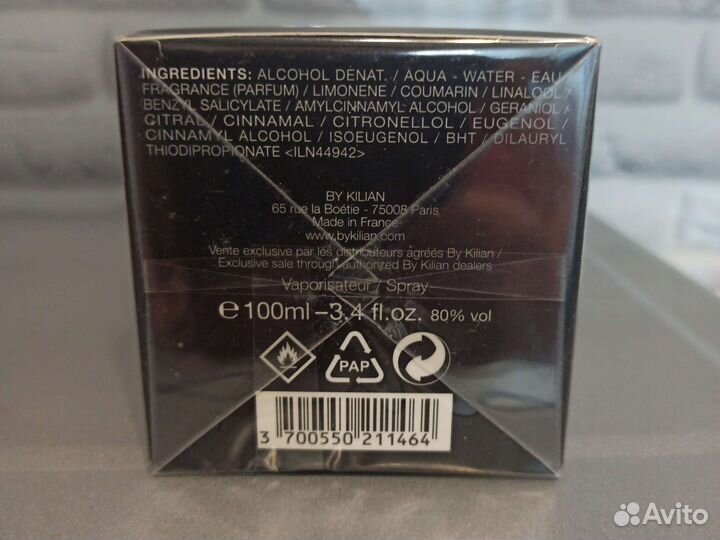 INGREDIENTS: ALCOHOL DENAT. / AQUA - WATER - EAU /
FRAGRANCE (PARFUM) / LIMONENE / COUMARIN / LINALOOL /
BENZYL SALICYLATE / AMYLCINNAMYL ALCOHOL / GERANIOL /
CITRAL / CINNAMAL / CITRONELLOL / EUGENOL /
CINNAMYL ALCOHOL / ISOEUGENOL / BHT / DILAURYL
THIODIPROPIONATE <ILN44942>
BY KILIAN
65 rue la Boétie - 75008 Paris
Made in France
www.bykilian.com
Vente exclusive par les distributeurs agréés By Kilian /
Exclusive sale through authorized By Kilian dealers
Vaporisateur / Spray
e 100ml – 3.4 fl.oz. 80% vol
PAP
3 700550 211464
Avito